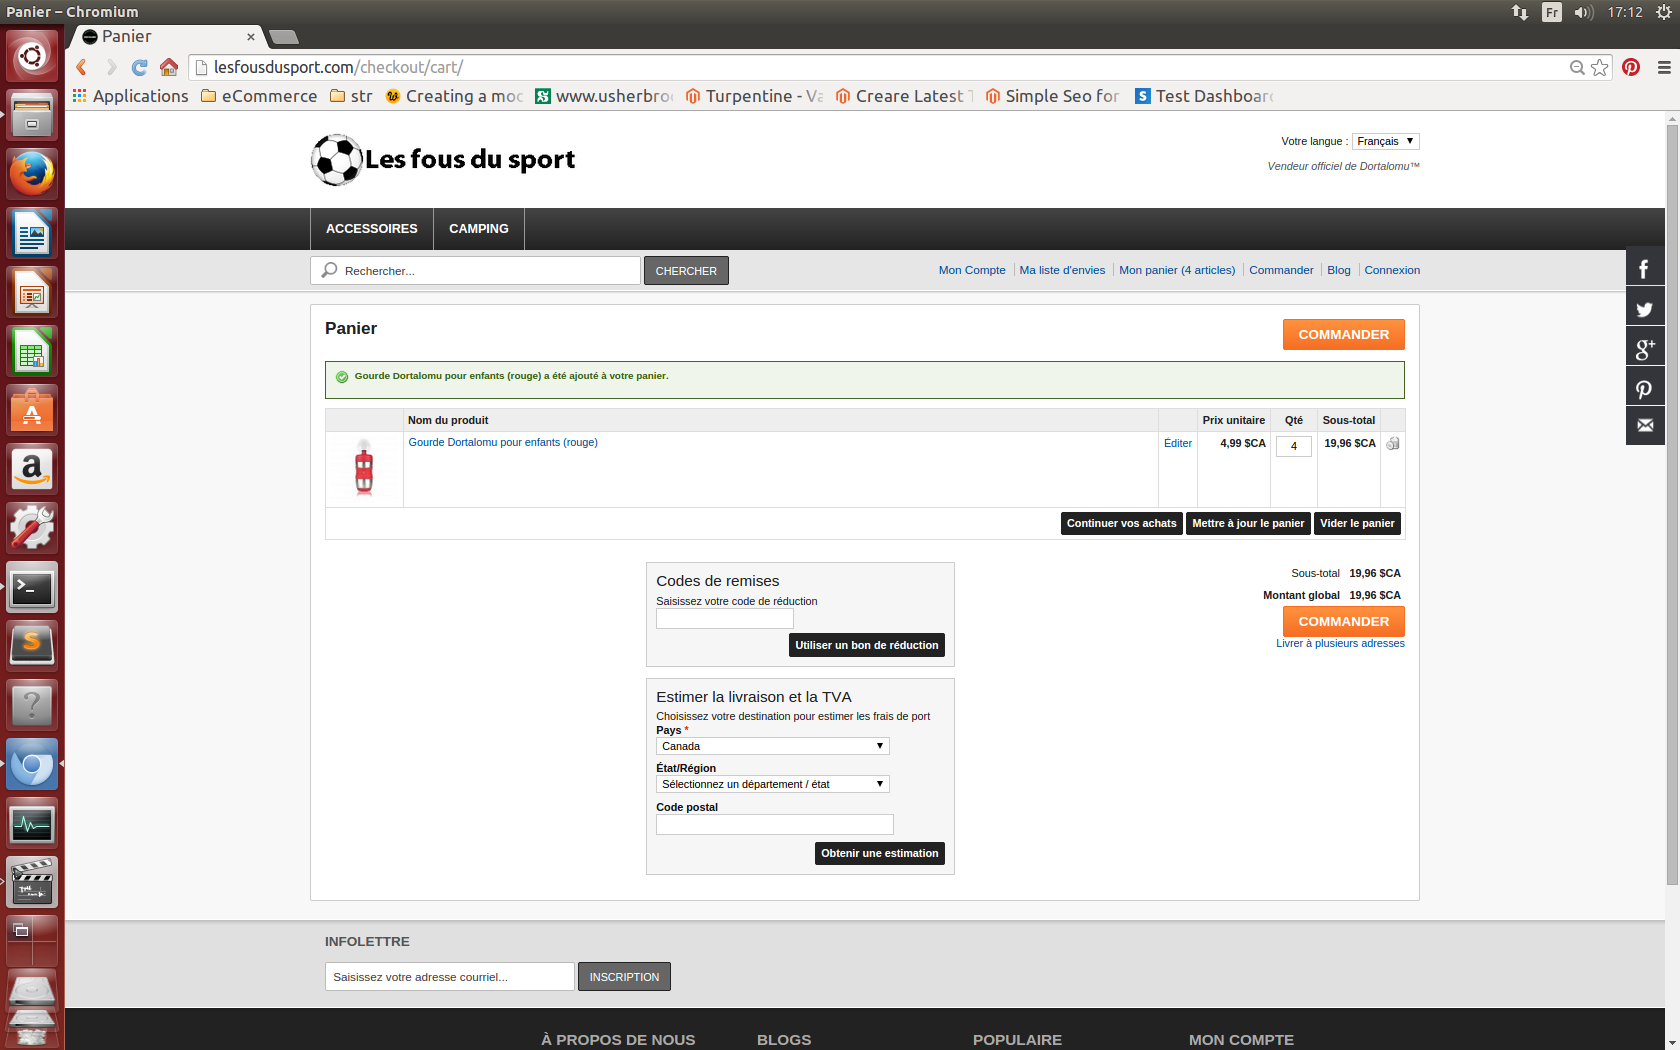 Panier – Chromium
Fr
17:12
Panier
lesfousdusport.com/checkout/cart/
Applications
eCommerce
str
Creating a moc
www.usherbro
Turpentine - Va
Creare Latest
Simple Seo for
Test Dashboar
Les fous du sport
Votre langue : Français
Vendeur officiel de Dortalomu™
ACCESSOIRES
CAMPING
Rechercher...
CHERCHER
Mon Compte
Ma liste d'envies
Mon panier (4 articles)
Commander
Blog
Connexion
Panier
COMMANDER
Gourde Dortalomu pour enfants (rouge) a été ajouté à votre panier.
Nom du produit
Prix unitaire
Qté
Sous-total
Gourde Dortalomu pour enfants (rouge)
Éditer
4,99 $CA
4
19,96 $CA
Continuer vos achats
Mettre à jour le panier
Vider le panier
Codes de remises
Saisissez votre code de réduction
Utiliser un bon de réduction
Sous-total 19,96 $CA
Montant global 19,96 $CA
COMMANDER
Livrer à plusieurs adresses
Estimer la livraison et la TVA
Choisissez votre destination pour estimer les frais de port
Pays *
Canada
État/Région
Sélectionnez un département / état
Code postal
Obtenir une estimation
INFOLETTRE
Saisissez votre adresse courriel...
INSCRIPTION
À PROPOS DE NOUS
BLOGS
POPULAIRE
MON COMPTE